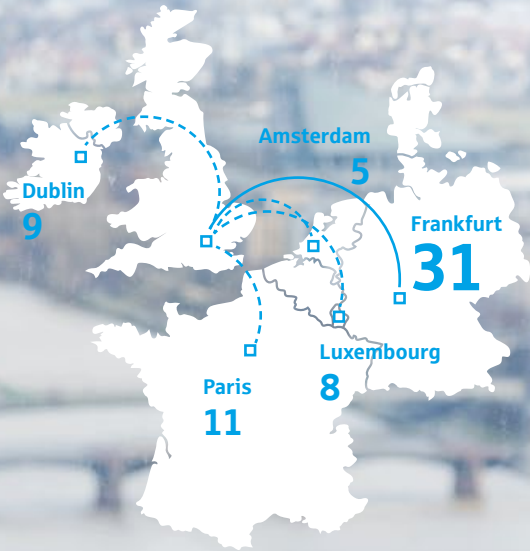 Amsterdam
5
Dublin
9
Frankfurt
31
Luxembourg
8
Paris
11